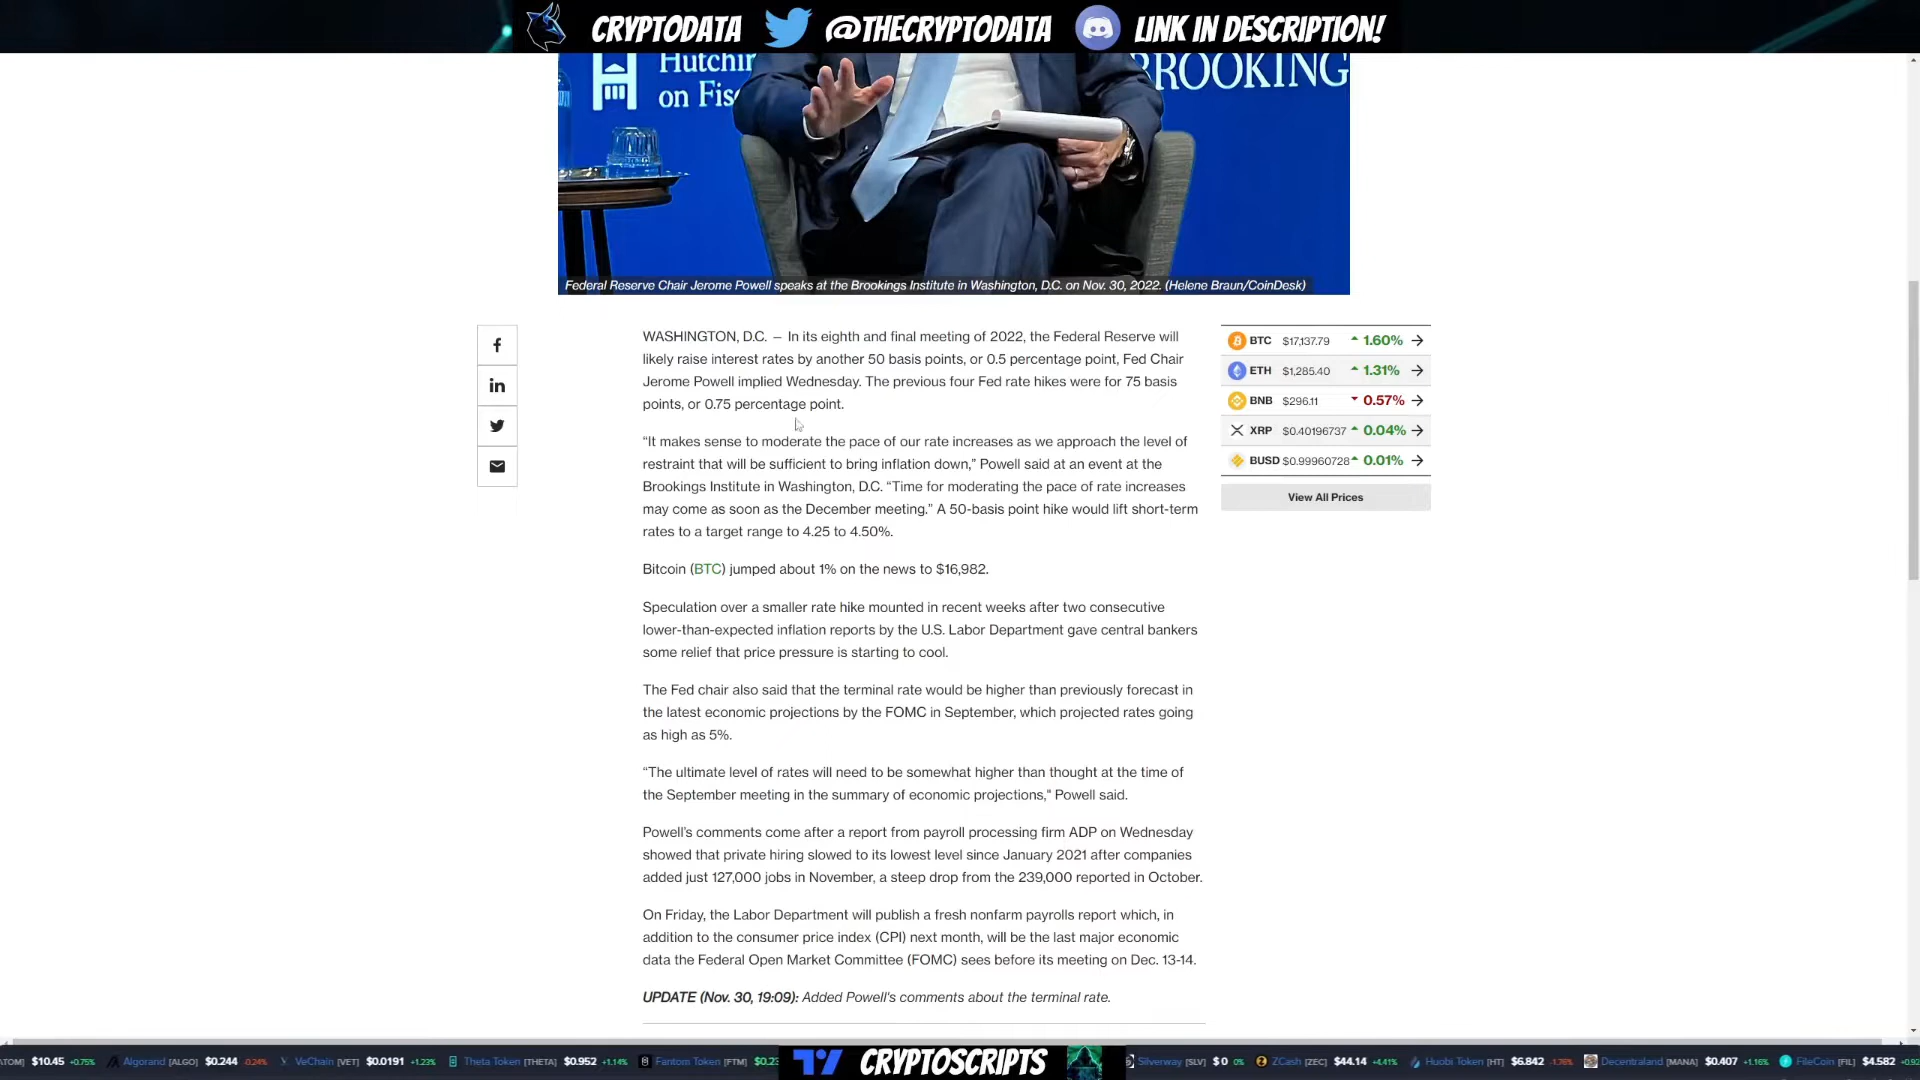 CRYPTODATA @THECRYPTODATA LINK IN DESCRIPTION!
Hutchin
on Fis
BROOKING
Federal Reserve Chair Jerome Powell speaks at the Brookings Institute in Washington, D.C. on Nov. 30, 2022. (Helene Braun/CoinDesk)
WASHINGTON, D.C. — In its eighth and final meeting of 2022, the Federal Reserve will
likely raise interest rates by another 50 basis points, or 0.5 percentage point, Fed Chair
Jerome Powell implied Wednesday. The previous four Fed rate hikes were for 75 basis
points, or 0.75 percentage point.
“It makes sense to moderate the pace of our rate increases as we approach the level of
restraint that will be sufficient to bring inflation down,” Powell said at an event at the
Brookings Institute in Washington, D.C. “Time for moderating the pace of rate increases
may come as soon as the December meeting.” A 50-basis point hike would lift short-term
rates to a target range to 4.25 to 4.50%.
Bitcoin (BTC) jumped about 1% on the news to $16,982.
Speculation over a smaller rate hike mounted in recent weeks after two consecutive
lower-than-expected inflation reports by the U.S. Labor Department gave central bankers
some relief that price pressure is starting to cool.
The Fed chair also said that the terminal rate would be higher than previously forecast in
the latest economic projections by the FOMC in September, which projected rates going
as high as 5%.
“The ultimate level of rates will need to be somewhat higher than thought at the time of
the September meeting in the summary of economic projections,” Powell said.
Powell’s comments come after a report from payroll processing firm ADP on Wednesday
showed that private hiring slowed to its lowest level since January 2021 after companies
added just 127,000 jobs in November, a steep drop from the 239,000 reported in October.
On Friday, the Labor Department will publish a fresh nonfarm payrolls report which, in
addition to the consumer price index (CPI) next month, will be the last major economic
data the Federal Open Market Committee (FOMC) sees before its meeting on Dec. 13-14.
UPDATE (Nov. 30, 19:09): Added Powell's comments about the terminal rate.
BTC $17,137.79 1.60%
ETH $1,285.40 1.31%
BNB $296.11 0.57%
XRP $0.40196737 0.04%
BUSD $0.99960728 0.01%
View All Prices
ATOM] $10.45 +0.75% Algorand [ALGO] $0.244 -0.24% VeChain [VET] $0.0191 +1.23% Theta Token [THETA] $0.952 +1.14% Fantom Token [FTM] $0.23 CRYPTOSCRIPTS Silverway [SLV] $0 0% ZCash [ZEC] $44.14 +4.41% Huobi Token [HT] $6.842 -1.76% Decentraland [MANA] $0.407 +1.16% FileCoin [FIL] $4.582 +0.92